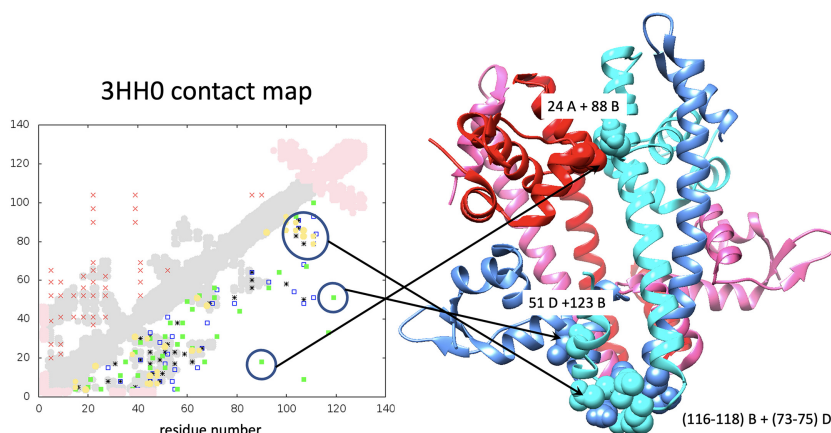 3HH0 contact map
140
120
100
80
60
40
20
0
0 20 40 60 80 100 120 140
residue number
24 A + 88 B
51 D +123 B
(116-118) B + (73-75) D